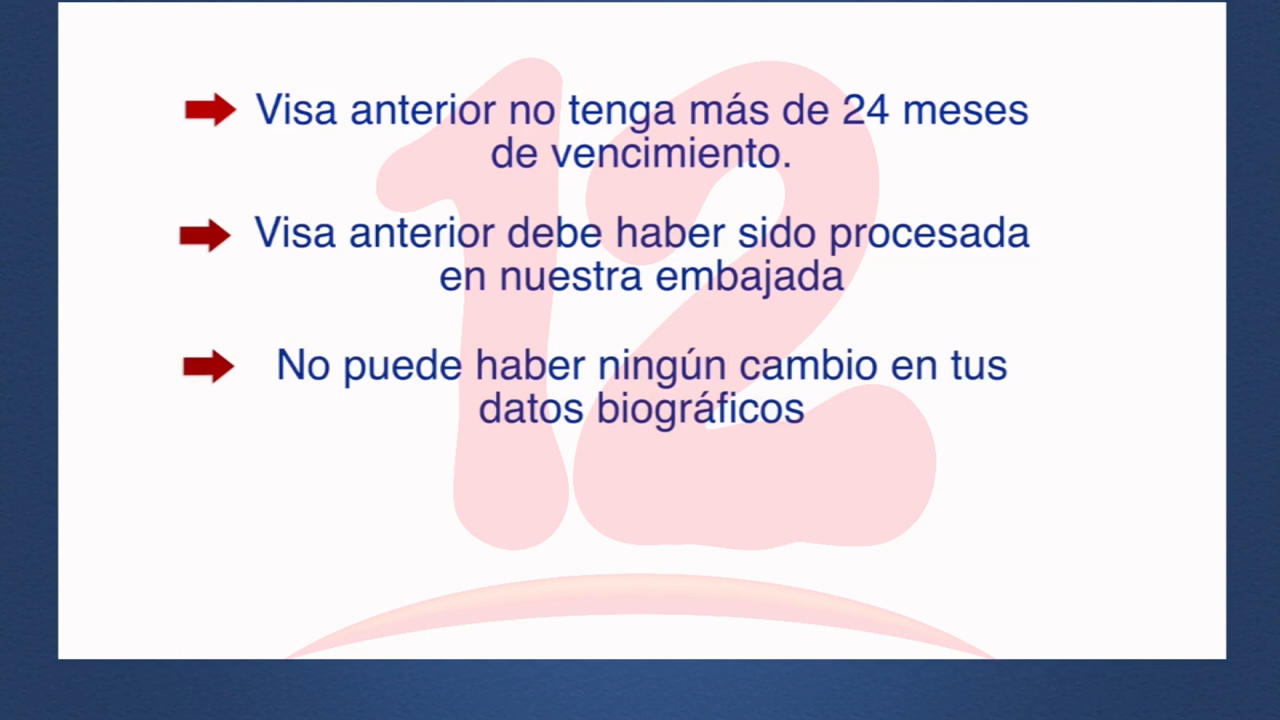 Visa anterior no tenga más de 24 meses
de vencimiento.
Visa anterior debe haber sido procesada
en nuestra embajada
No puede haber ningún cambio en tus
datos biográficos
12